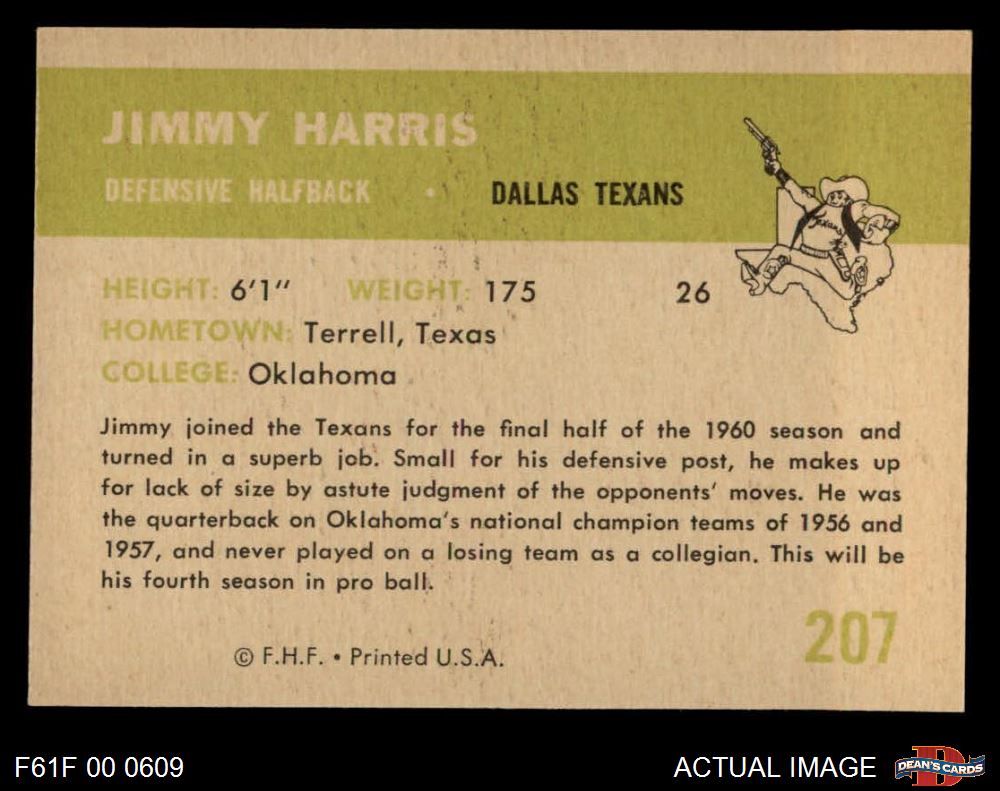 JIMMY HARRIS
DEFENSIVE HALFBACK • DALLAS TEXANS
Texans
HEIGHT: 6'1" WEIGHT: 175 26
HOMETOWN: Terrell, Texas
COLLEGE: Oklahoma
Jimmy joined the Texans for the final half of the 1960 season and
turned in a superb job. Small for his defensive post, he makes up
for lack of size by astute judgment of the opponents' moves. He was
the quarterback on Oklahoma's national champion teams of 1956 and
1957, and never played on a losing team as a collegian. This will be
his fourth season in pro ball.
207
© F.H.F. • Printed U.S.A.
F61F 00 0609
ACTUAL IMAGE
D
DEAN'S CARDS